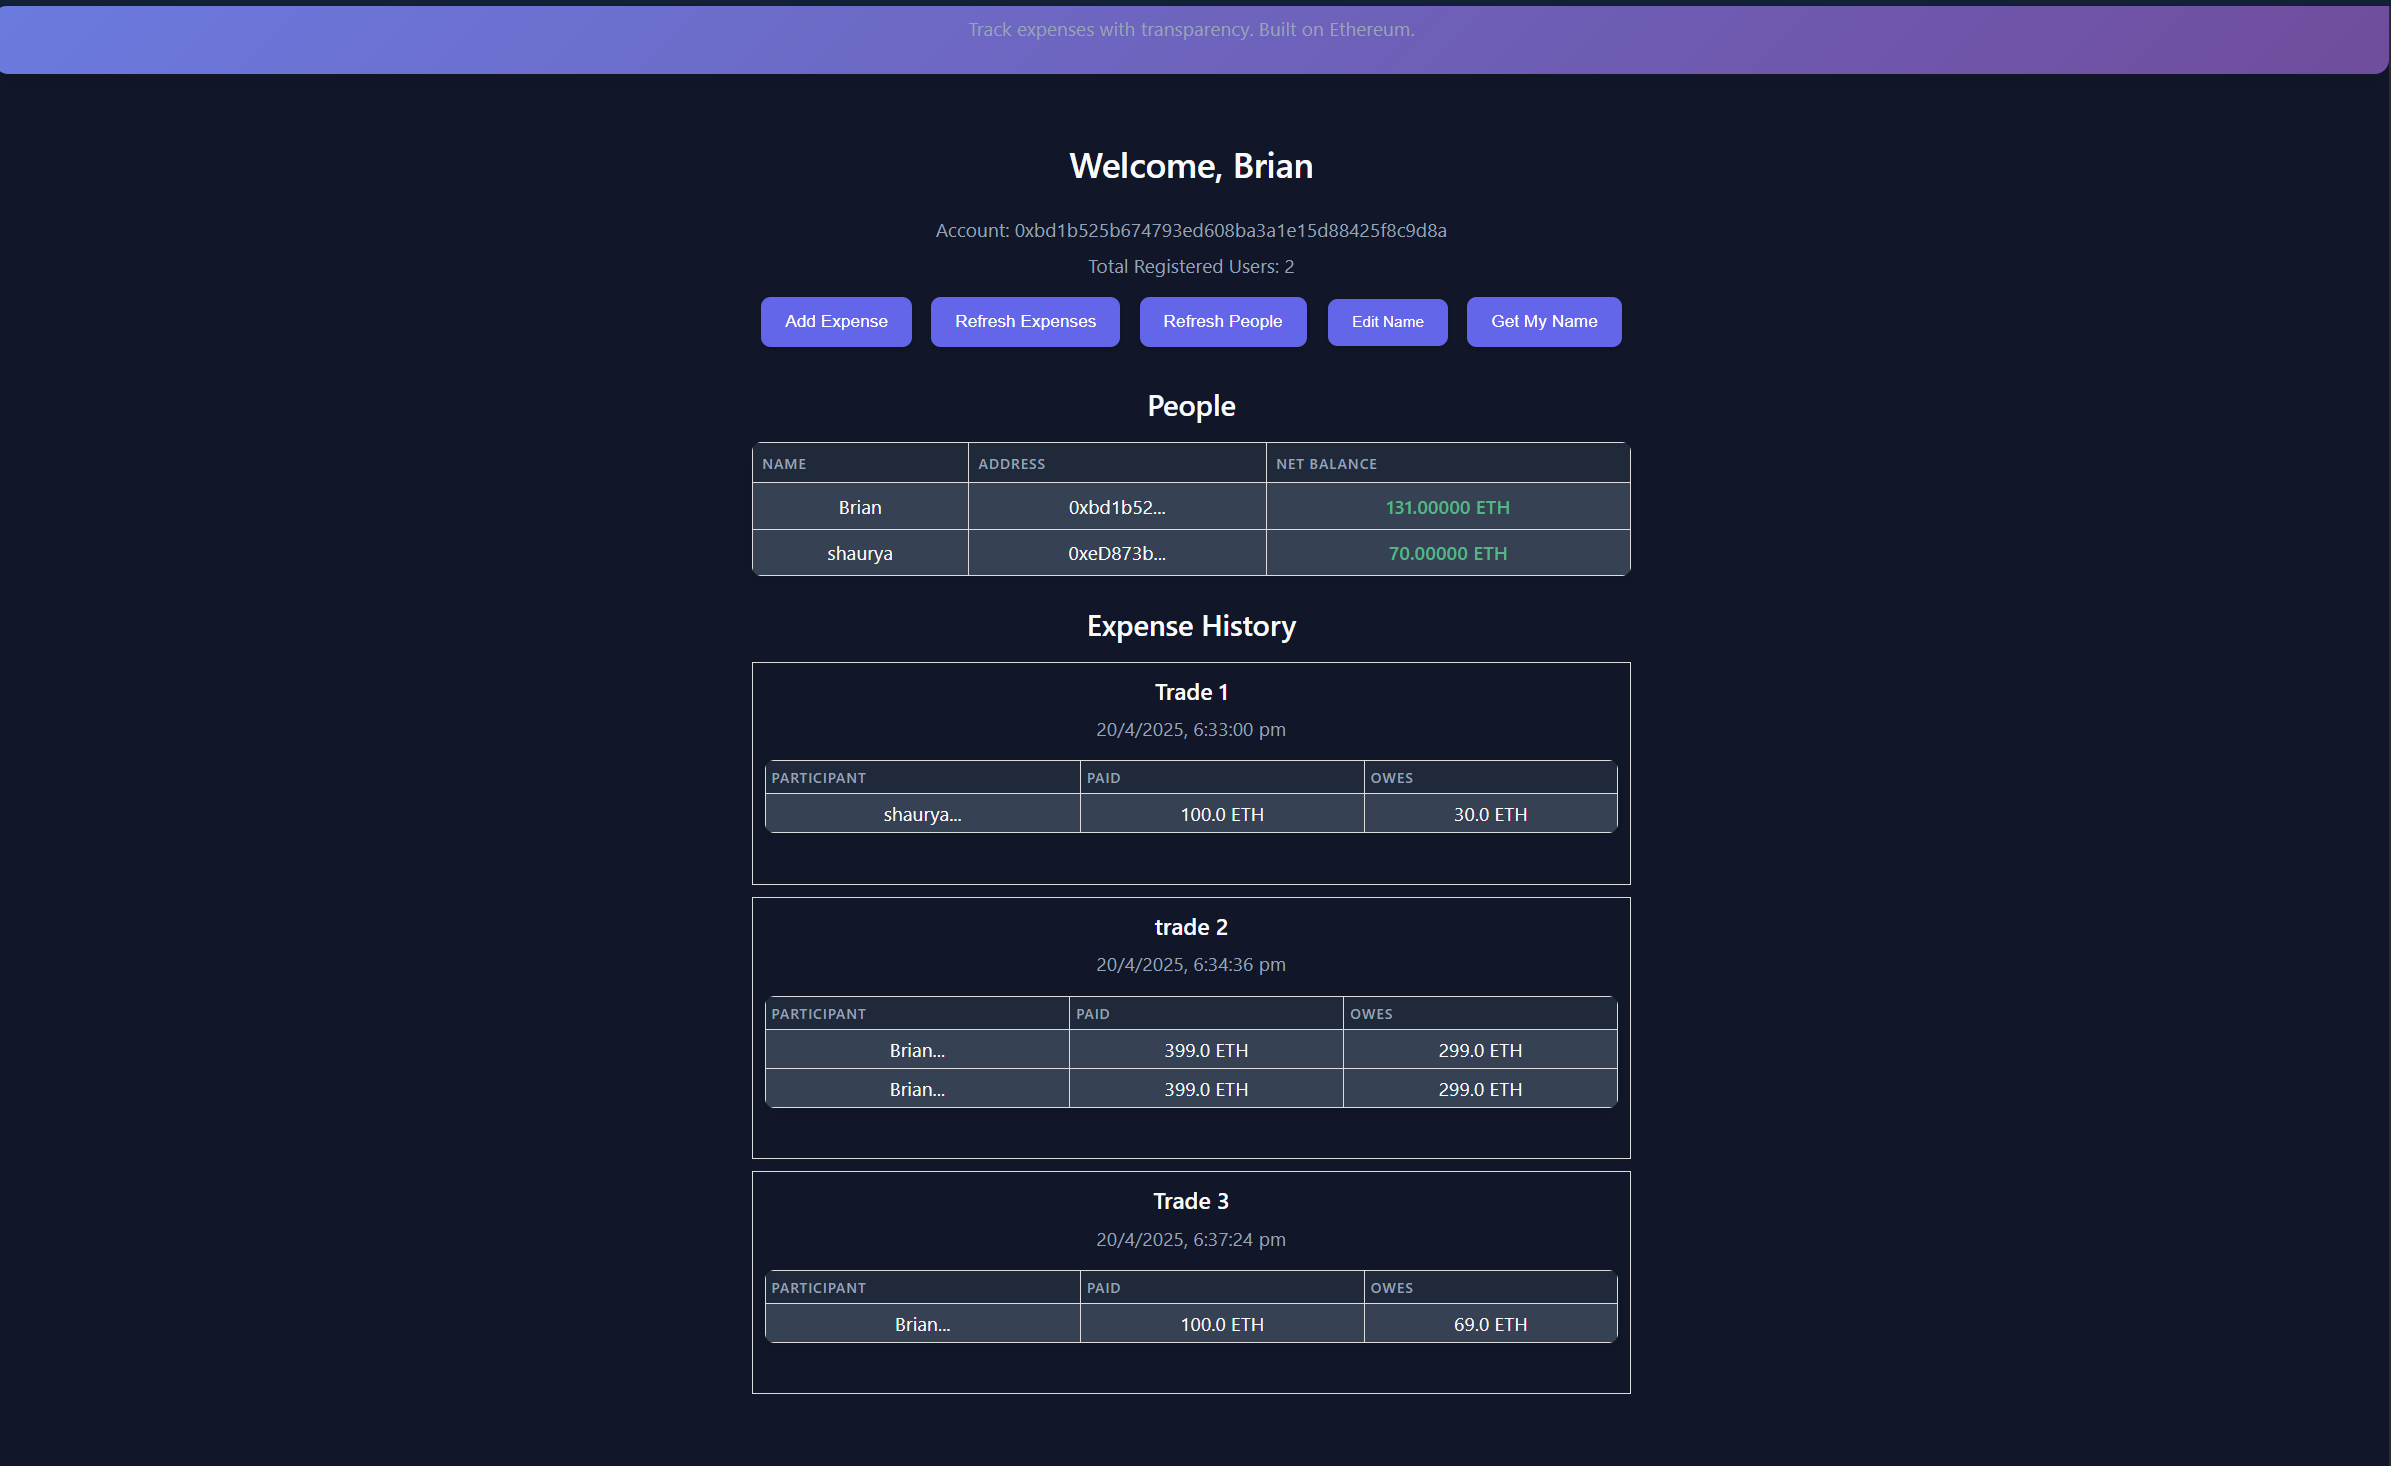 Track expenses with transparency. Built on Ethereum.
Welcome, Brian
Account: 0xbd1b525b674793ed608ba3a1e15d88425f8c9d8a
Total Registered Users: 2
Add Expense Refresh Expenses Refresh People Edit Name Get My Name
People
NAME ADDRESS NET BALANCE
Brian 0xbd1b52... 131.00000 ETH
shaurya 0xeD873b... 70.00000 ETH
Expense History
Trade 1
20/4/2025, 6:33:00 pm
PARTICIPANT PAID OWES
shaurya... 100.0 ETH 30.0 ETH
trade 2
20/4/2025, 6:34:36 pm
PARTICIPANT PAID OWES
Brian... 399.0 ETH 299.0 ETH
Brian... 399.0 ETH 299.0 ETH
Trade 3
20/4/2025, 6:37:24 pm
PARTICIPANT PAID OWES
Brian... 100.0 ETH 69.0 ETH